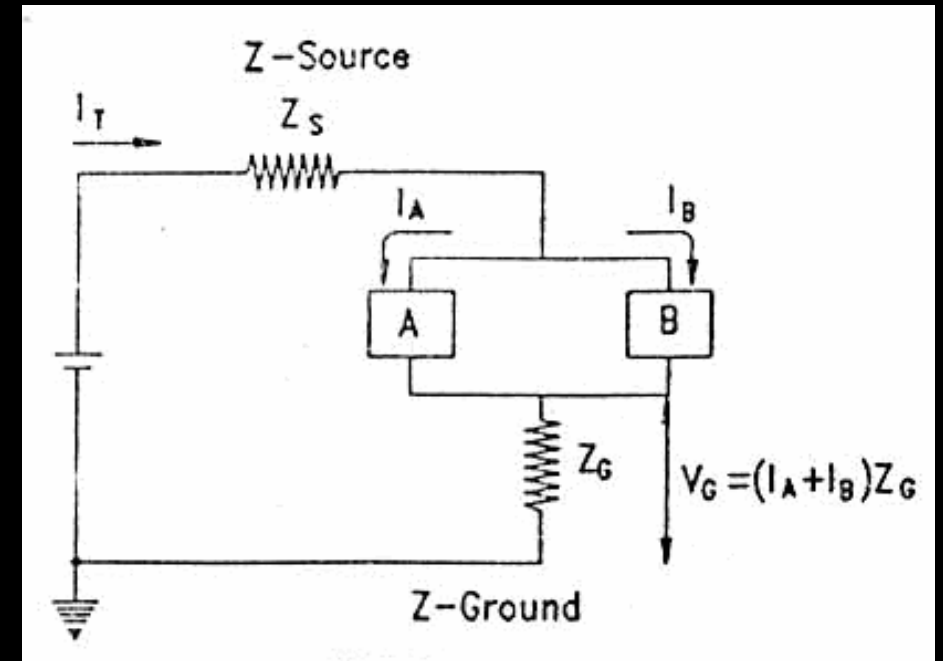 Z-Source
I_T
Z_S
I_A
I_B
A
B
Z_G
V_G=(I_A+I_B)Z_G
Z-Ground